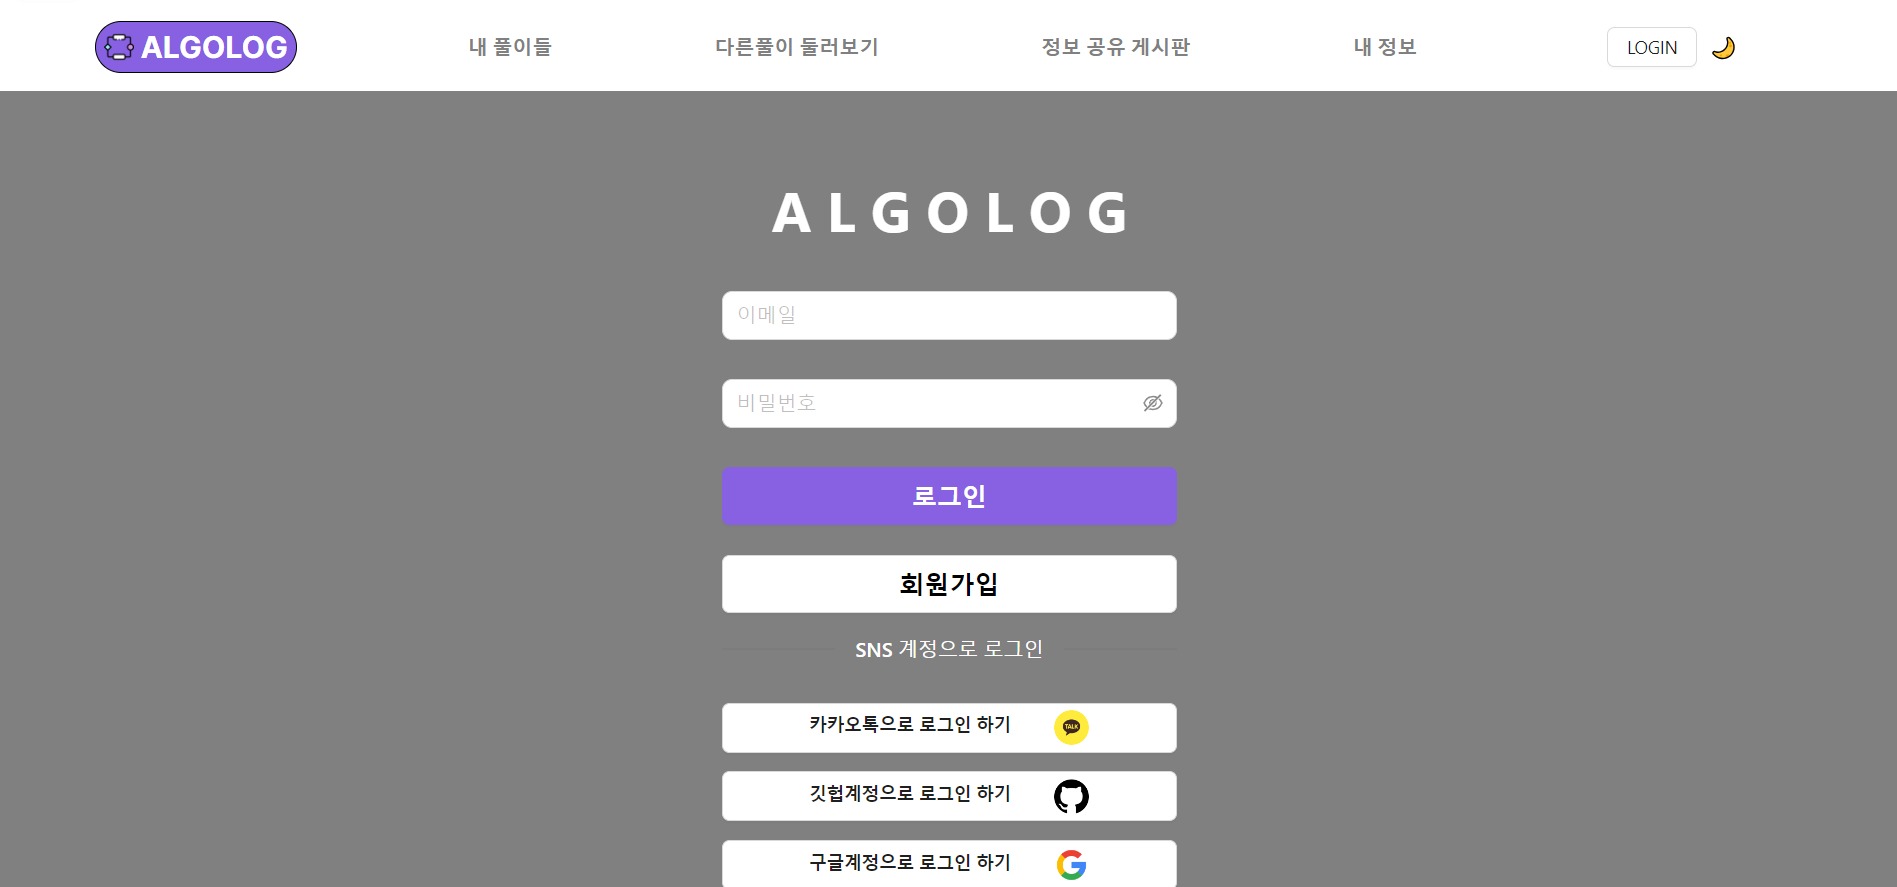 ALGOLOG
내 풀이들
다른풀이 둘러보기
정보 공유 게시판
내 정보
LOGIN
ALGOLOG
이메일
비밀번호
로그인
회원가입
SNS 계정으로 로그인
카카오톡으로 로그인 하기
TALK
깃헙계정으로 로그인 하기
구글계정으로 로그인 하기